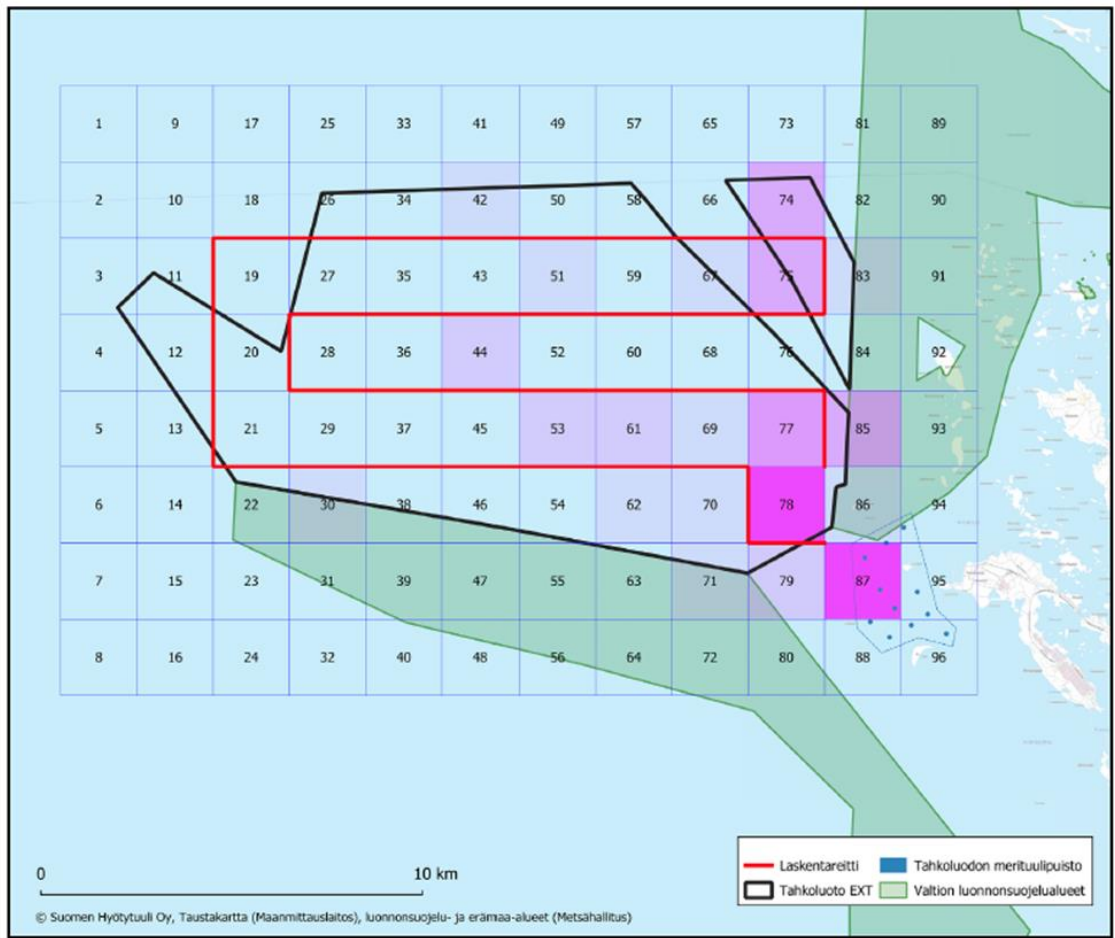 1 9 17 25 33 41 49 57 65 73 81 89
2 10 18 26 34 42 50 58 66 74 82 90
3 11 19 27 35 43 51 59 67 75 83 91
4 12 20 28 36 44 52 60 68 76 84 92
5 13 21 29 37 45 53 61 69 77 85 93
6 14 22 30 38 46 54 62 70 78 86 94
7 15 23 31 39 47 55 63 71 79 87 95
8 16 24 32 40 48 56 64 72 80 88 96
0 10 km
Laskentareitti Tahkoluodon merituulipuisto
Tahkoluoto EXT Valtion luonnonsuojelualueet
© Suomen Hyötytuuli Oy, Taustakartta (Maanmittauslaitos), luonnonsuojelu- ja erämaa-alueet (Metsähallitus)